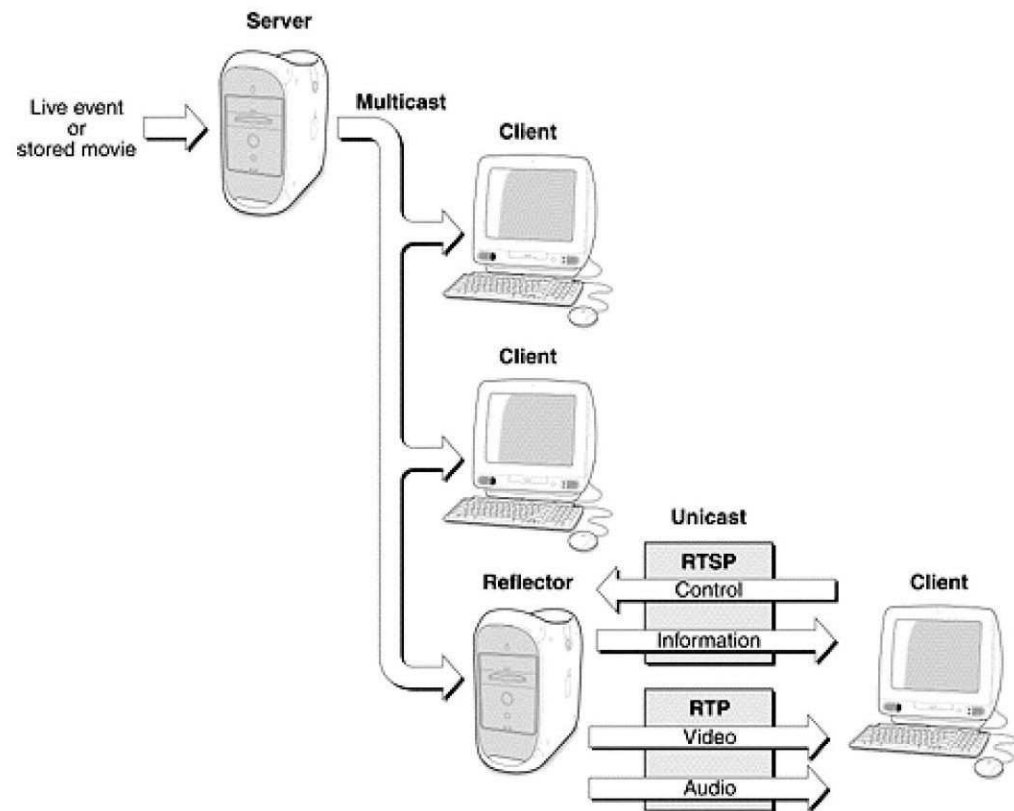 Server
Live event
or
stored movie
Multicast
Client
Client
Unicast
RTSP
Reflector
Control
Client
Information
RTP
Video
Audio